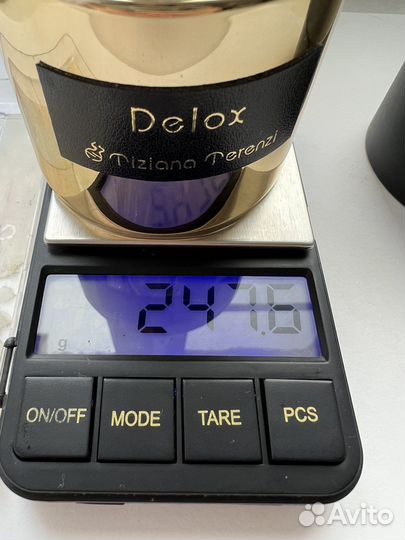 Delox
Tiziana Terenzi
247.6
g
ON/OFF
MODE
TARE
PCS
Avito